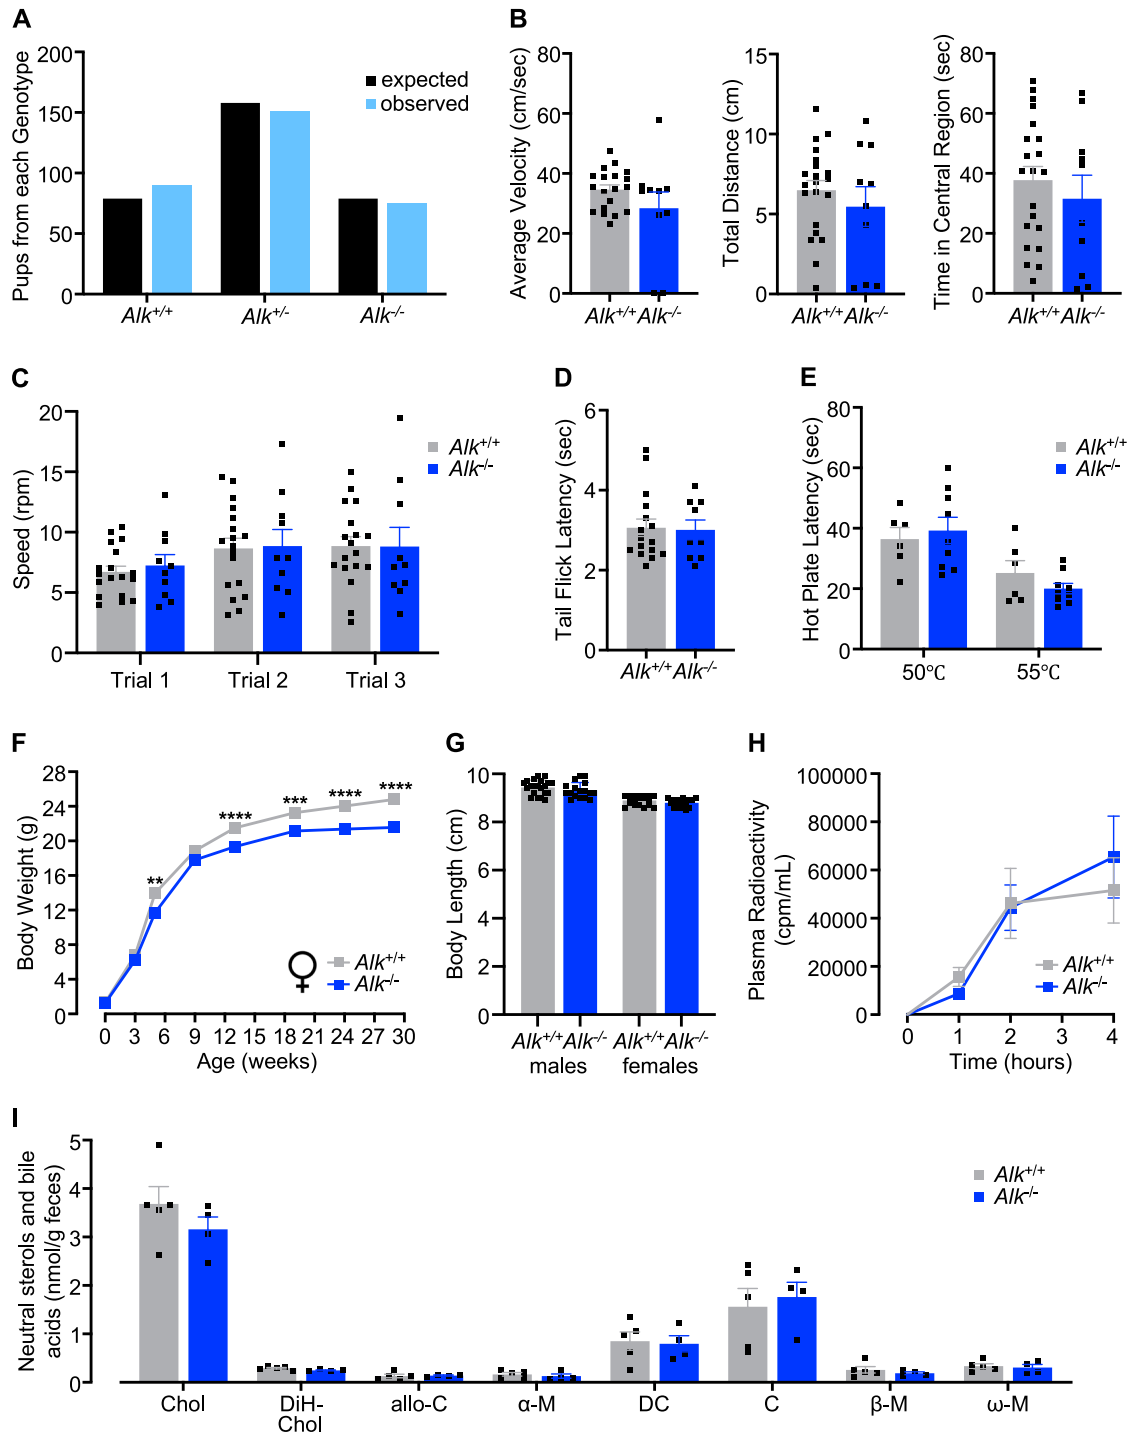 A
Pups from each Genotype
200
150
100
50
0
expected
observed
Alk+/+
Alk+/-
Alk-/-
B
Average Velocity (cm/sec)
80
60
40
20
0
Alk+/+ Alk-/-
Total Distance (cm)
15
10
5
0
Alk+/+ Alk-/-
Time in Central Region (sec)
80
60
40
20
0
Alk+/+ Alk-/-
C
Speed (rpm)
20
15
10
5
0
Alk+/+
Alk-/-
Trial 1 Trial 2 Trial 3
D
Tail Flick Latency (sec)
6
4
2
0
Alk+/+ Alk-/-
E
Hot Plate Latency (sec)
80
60
40
20
0
Alk+/+
Alk-/-
50°C 55°C
F
Body Weight (g)
28
24
20
16
12
8
4
0
** **** *** **** ****
♀
Alk+/+
Alk-/-
0 3 6 9 12 15 18 21 24 27 30
Age (weeks)
G
Body Length (cm)
10
8
6
4
2
0
Alk+/+ Alk-/- Alk+/+ Alk-/-
males females
H
Plasma Radioactivity
(cpm/mL)
100000
80000
60000
40000
20000
0
Alk+/+
Alk-/-
0 1 2 3 4
Time (hours)
I
Neutral sterols and bile
acids (nmol/g feces)
5
4
3
2
1
0
Alk+/+
Alk-/-
Chol DiH- allo-C α-M DC C β-M ω-M
Chol